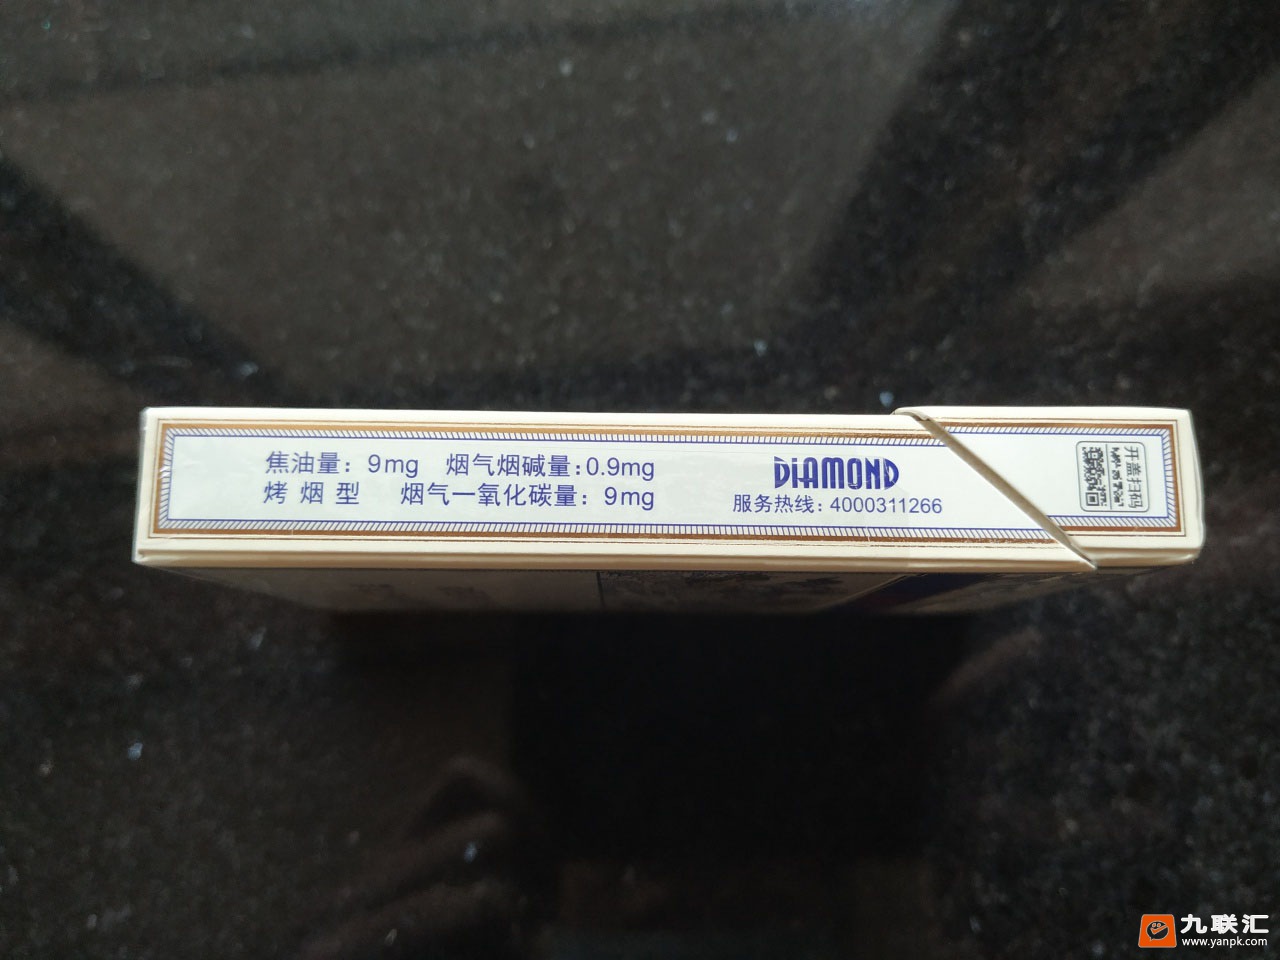 焦油量：9mg 烟气烟碱量：0.9mg
烤烟型 烟气一氧化碳量：9mg
DiAMOND
服务热线：4000311266
开盖扫码
九联汇
www.yanpk.com